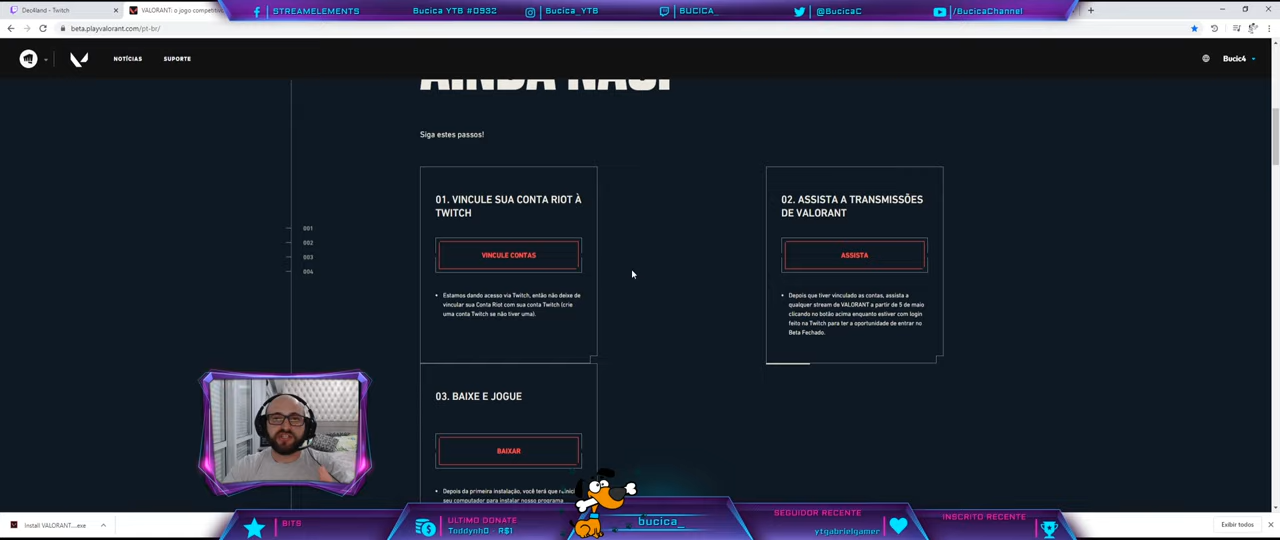 Deo4land - Twitch
VALORANT: o jogo competitivo
STREAMELEMENTS
Bucica YTB #0932
Bucica_YTB
BUCICA_
@BucicaC
/BucicaChannel
beta.playvalorant.com/pt-br/
NOTÍCIAS
SUPORTE
Bucic4
Siga estes passos!
01. VINCULE SUA CONTA RIOT À
TWITCH
VINCULE CONTAS
Estamos dando acesso via Twitch, então não deixe de
vincular sua Conta Riot com sua conta Twitch (crie
uma conta Twitch se não tiver uma).
02. ASSISTA A TRANSMISSÕES
DE VALORANT
ASSISTA
Depois que tiver vinculado as contas, assista a
qualquer stream de VALORANT a partir de 5 de maio
clicando no botão acima enquanto estiver com login
feito na Twitch para ter a oportunidade de entrar no
Beta Fechado.
001
002
003
004
03. BAIXE E JOGUE
BAIXAR
Depois da primeira instalação, você terá que
seu computador para instalar nosso programa
Install VALORANT....exe
BITS
ULTIMO DONATE
ToddynhO - R$1
bucica_
SEGUIDOR RECENTE
ytgabrielgamer
INSCRITO RECENTE
Exibir todos